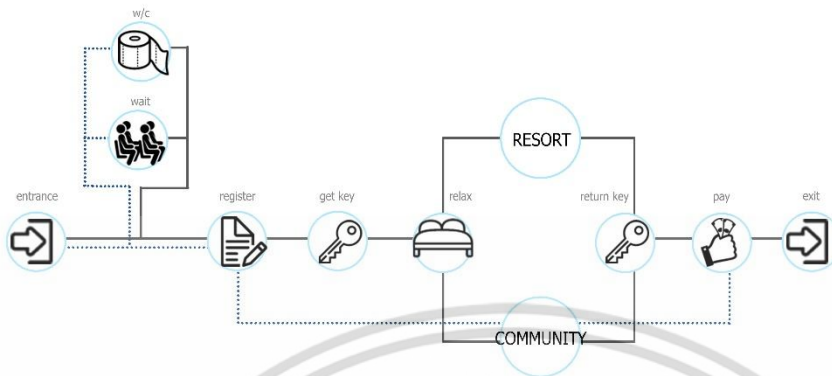 w/c
wait
entrance
register
get key
relax
RESORT
return key
pay
exit
COMMUNITY